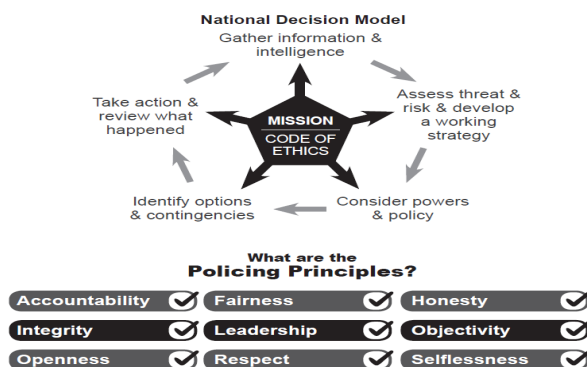 National Decision Model
Gather information &
intelligence
Assess threat &
risk & develop
a working
strategy
Consider powers
& policy
Identify options
& contingencies
Take action &
review what
happened
MISSION
CODE OF
ETHICS
What are the
Policing Principles?
Accountability
Fairness
Honesty
Integrity
Leadership
Objectivity
Openness
Respect
Selflessness